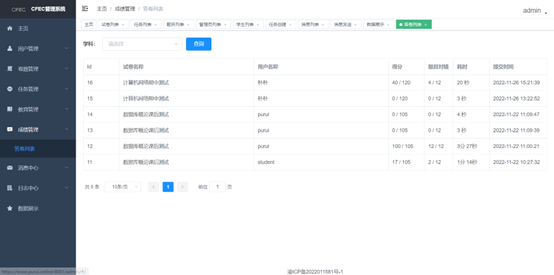 CPEC CPEC管理系统
主页 / 成绩管理 / 答卷列表
admin
主页 试卷列表 × 任务列表 × 题目列表 × 管理员列表 × 学生列表 × 任务创建 × 消息列表 × 消息发送 × 数据展示 × 答卷列表 ×
主页
用户管理
任务管理
教育管理
成绩管理
答卷列表
消息中心
日志中心
数据展示
学科： 查询
Id 试卷名称 用户名称 得分 题目对错 耗时 提交时间
16 计算机网络期中测试 朴朴 40 / 120 4 / 12 20 秒 2022-11-26 15:21:39
15 计算机网络期中测试 朴朴 0 / 120 0 / 12 3 秒 2022-11-26 13:22:52
14 数据库概论课后测试 purui 0 / 105 0 / 12 4 秒 2022-11-22 11:09:47
13 数据库概论课后测试 purui 0 / 105 0 / 12 3 秒 2022-11-22 11:09:39
12 数据库概论课后测试 purui 100 / 105 12 / 12 3分 27秒 2022-11-22 11:00:21
11 数据库概论课后测试 student 17 / 105 2 / 12 1分 14秒 2022-11-22 10:27:32
共 6 条 10条/页 1 前往 1 页
渝ICP备2022011581号-1